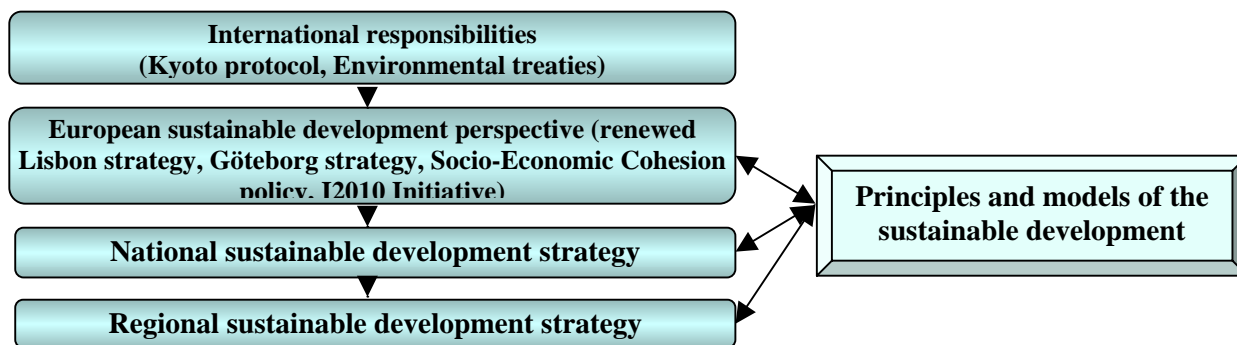 International responsibilities
(Kyoto protocol, Environmental treaties)
European sustainable development perspective (renewed
Lisbon strategy, Göteborg strategy, Socio-Economic Cohesion
policy, I2010 Initiative)
National sustainable development strategy
Regional sustainable development strategy
Principles and models of the
sustainable development